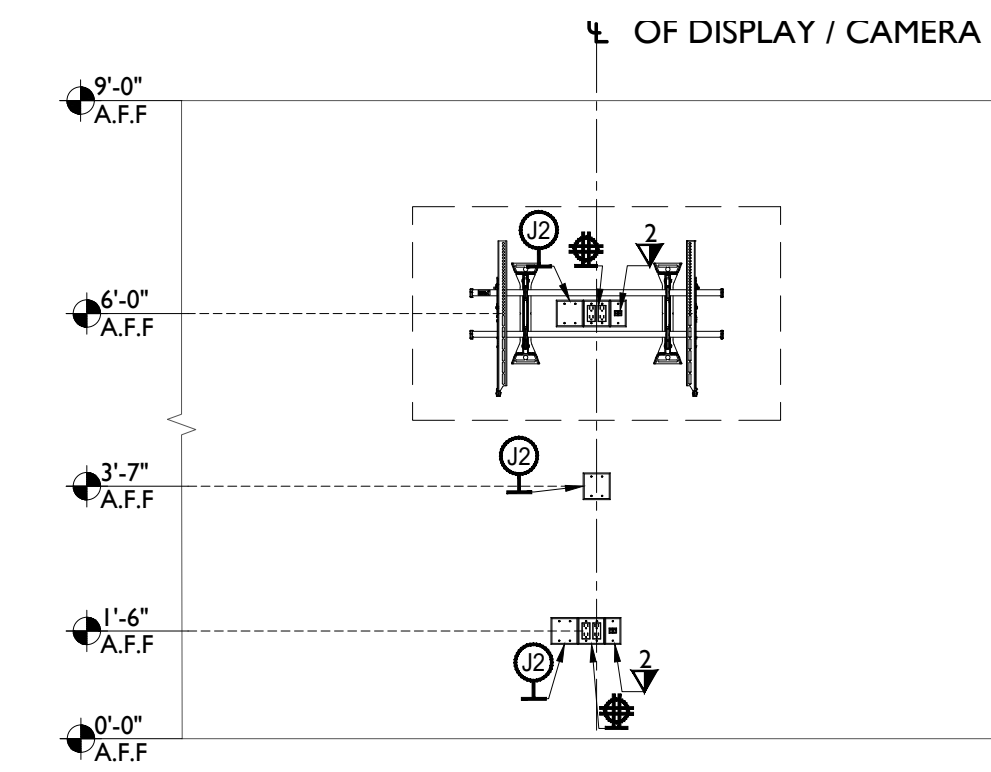 ℄ OF DISPLAY / CAMERA
9'-0"
A.F.F
J2
2
6'-0"
A.F.F
J2
3'-7"
A.F.F
1'-6"
A.F.F
J2
2
0'-0"
A.F.F